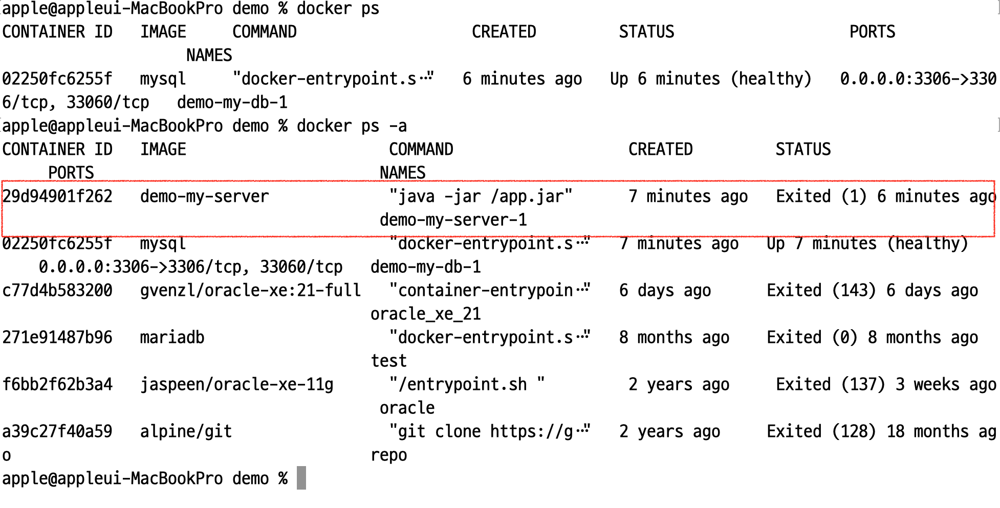 apple@appleui-MacBookPro demo % docker ps
CONTAINER ID   IMAGE     COMMAND                   CREATED         STATUS                   PORTS
                    NAMES
02250fc6255f   mysql     "docker-entrypoint.s…"   6 minutes ago   Up 6 minutes (healthy)   0.0.0.0:3306->330
6/tcp, 33060/tcp   demo-my-db-1
apple@appleui-MacBookPro demo % docker ps -a
CONTAINER ID   IMAGE                      COMMAND                   CREATED         STATUS
     PORTS                               NAMES
29d94901f262   demo-my-server             "java -jar /app.jar"      7 minutes ago   Exited (1) 6 minutes ago
                                         demo-my-server-1
02250fc6255f   mysql                      "docker-entrypoint.s…"   7 minutes ago   Up 7 minutes (healthy)
    0.0.0.0:3306->3306/tcp, 33060/tcp   demo-my-db-1
c77d4b583200   gvenzl/oracle-xe:21-full   "container-entrypoin…"   6 days ago      Exited (143) 6 days ago
                                        oracle_xe_21
271e91487b96   mariadb                    "docker-entrypoint.s…"   8 months ago    Exited (0) 8 months ago
                                        test
f6bb2f62b3a4   jaspeen/oracle-xe-11g      "/entrypoint.sh "         2 years ago     Exited (137) 3 weeks ago
                                         oracle
a39c27f40a59   alpine/git                 "git clone https://g…"   2 years ago     Exited (128) 18 months ag
o                                       repo
apple@appleui-MacBookPro demo %